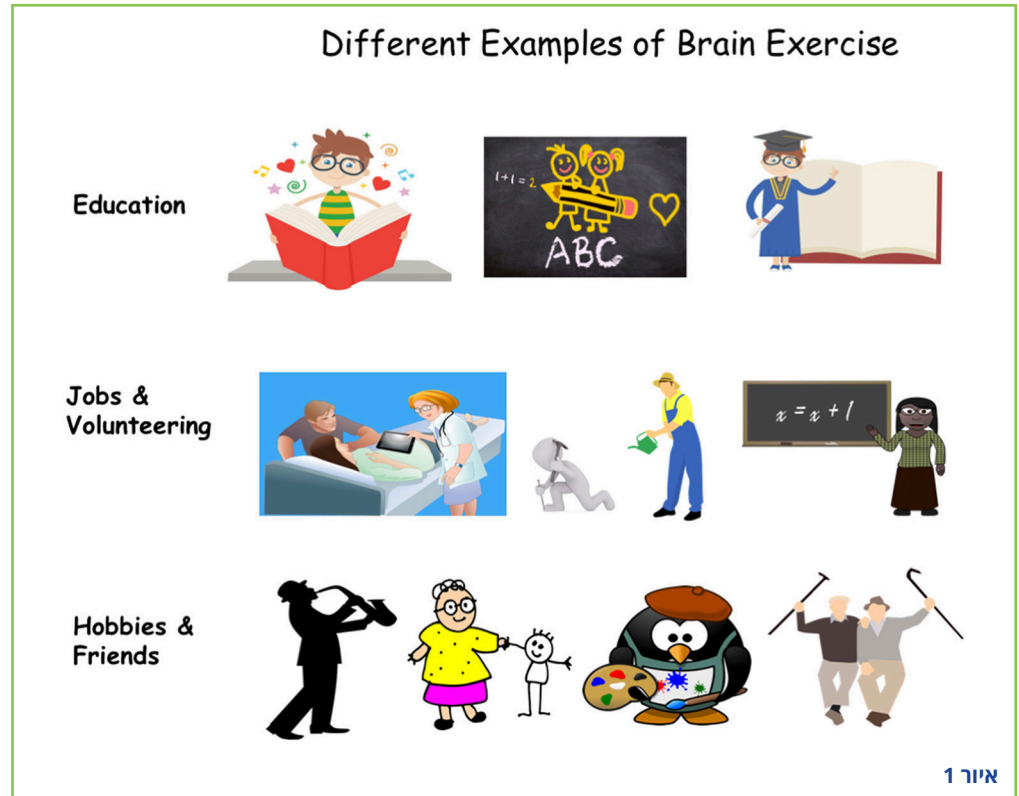 Different Examples of Brain Exercise
Education
1+1=2
ABC
Jobs &
Volunteering
x = x + 1
Hobbies &
Friends
איור 1